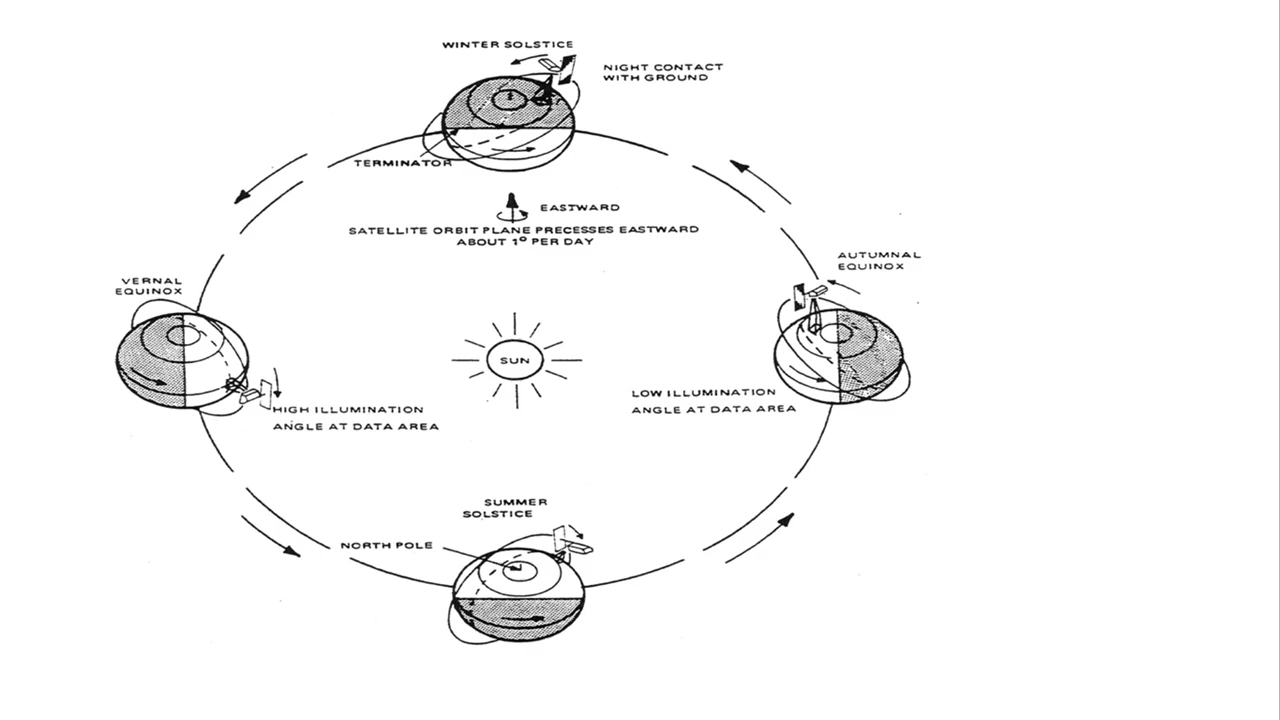 WINTER SOLSTICE
NIGHT CONTACT
WITH GROUND
TERMINATOR
EASTWARD
SATELLITE ORBIT PLANE PRECESSES EASTWARD
ABOUT 1° PER DAY
AUTUMNAL
EQUINOX
VERNAL
EQUINOX
SUN
LOW ILLUMINATION
ANGLE AT DATA AREA
HIGH ILLUMINATION
ANGLE AT DATA AREA
SUMMER
SOLSTICE
NORTH POLE